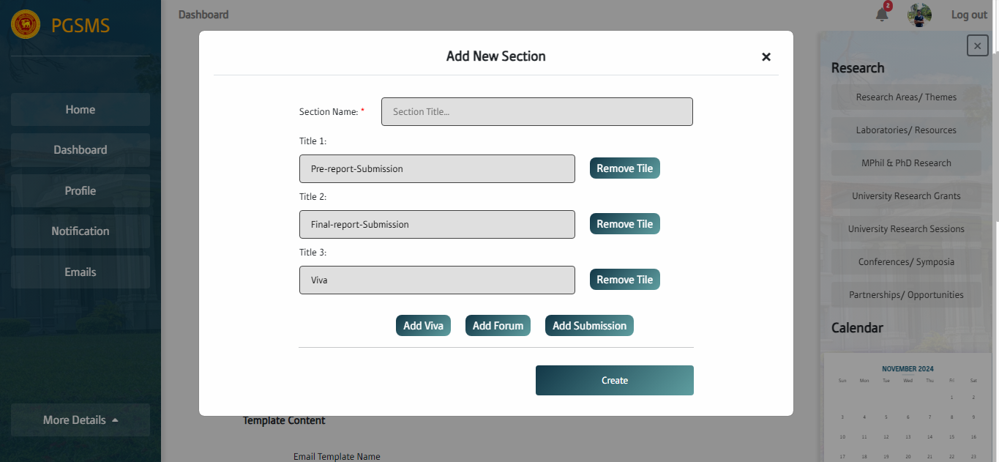 PGSMS
Home
Dashboard
Profile
Notification
Emails
More Details
Dashboard
2
Log out
Add New Section
Section Name: *
Section Title...
Title 1:
Pre-report-Submission
Remove Tile
Title 2:
Final-report-Submission
Remove Tile
Title 3:
Viva
Remove Tile
Add Viva
Add Forum
Add Submission
Create
Template Content
Email Template Name
Research
Research Areas/ Themes
Laboratories/ Resources
MPhil & PhD Research
University Research Grants
University Research Sessions
Conferences/ Symposia
Partnerships/ Opportunities
Calendar
NOVEMBER 2024
Sun Mon Tue Wed Thu Fri Sat
1 2
3 4 5 6 7 8 9
10 11 12 13 14 15 16
17 18 19 20 21 22 23